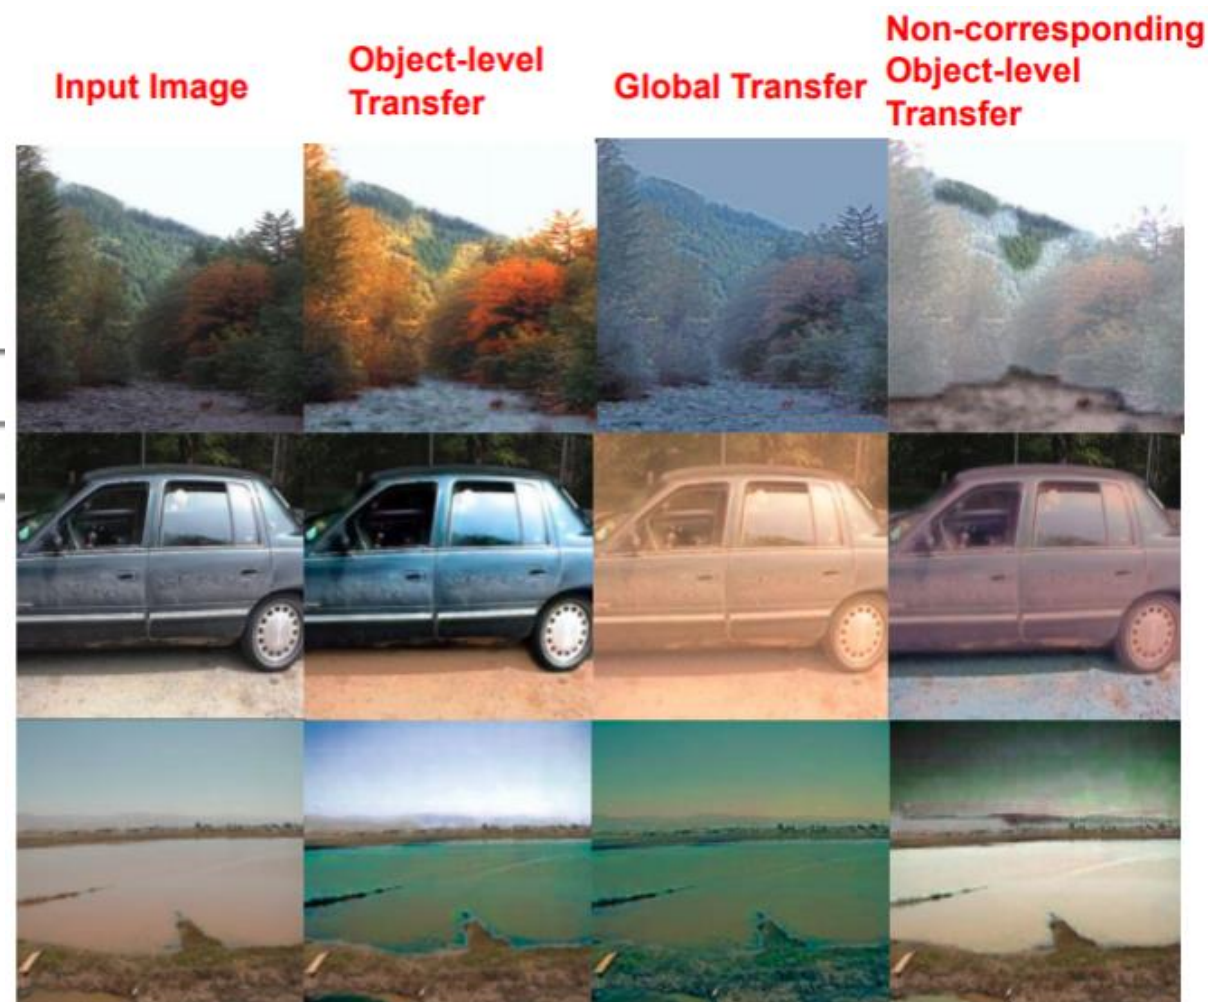 Input Image
Object-level
Transfer
Global Transfer
Non-corresponding
Object-level
Transfer